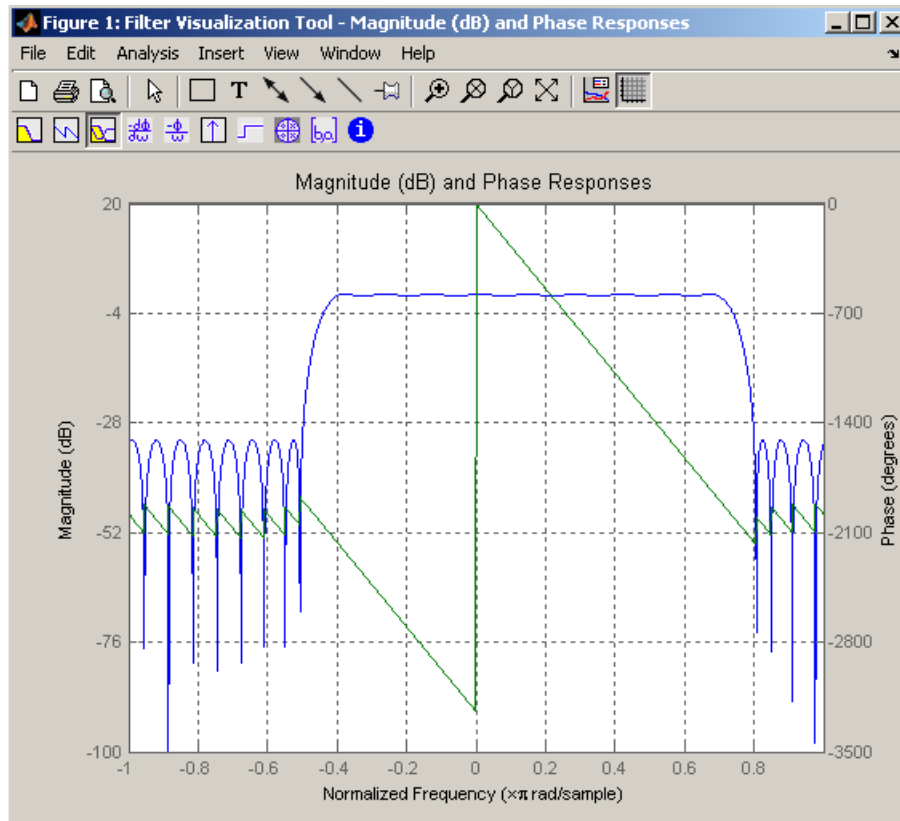 Figure 1: Filter Visualization Tool - Magnitude (dB) and Phase Responses
File Edit Analysis Insert View Window Help
T
[b,a] i
Magnitude (dB) and Phase Responses
20
-4
-28
-52
-76
-100
Magnitude (dB)
0
-700
-1400
-2100
-2800
-3500
Phase (degrees)
-1 -0.8 -0.6 -0.4 -0.2 0 0.2 0.4 0.6 0.8
Normalized Frequency (×π rad/sample)